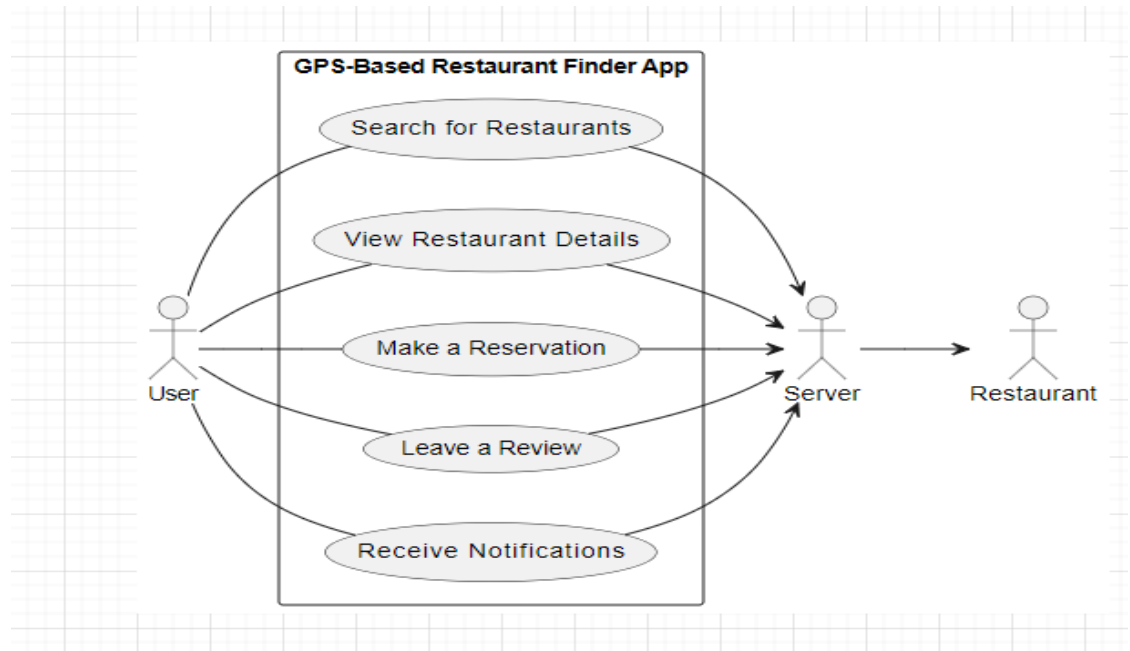 GPS-Based Restaurant Finder App
Search for Restaurants
View Restaurant Details
Make a Reservation
User
Server
Restaurant
Leave a Review
Receive Notifications